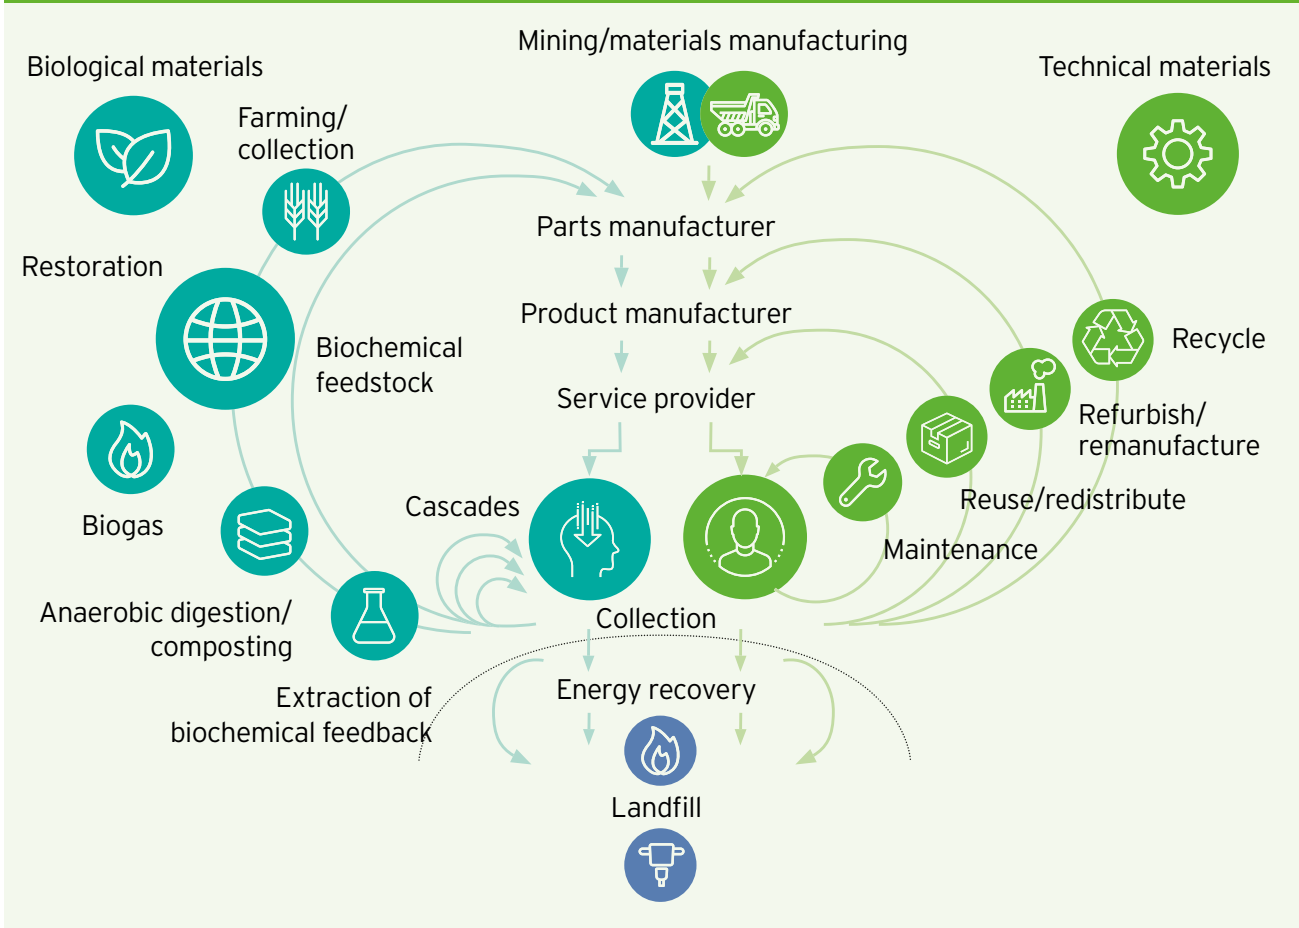 Mining/materials manufacturing
Biological materials
Technical materials
Farming/
collection
Parts manufacturer
Restoration
Product manufacturer
Biochemical
feedstock
Recycle
Service provider
Refurbish/
remanufacture
Cascades
Reuse/redistribute
Biogas
Maintenance
Anaerobic digestion/
composting
Collection
Extraction of
biochemical feedback
Energy recovery
Landfill